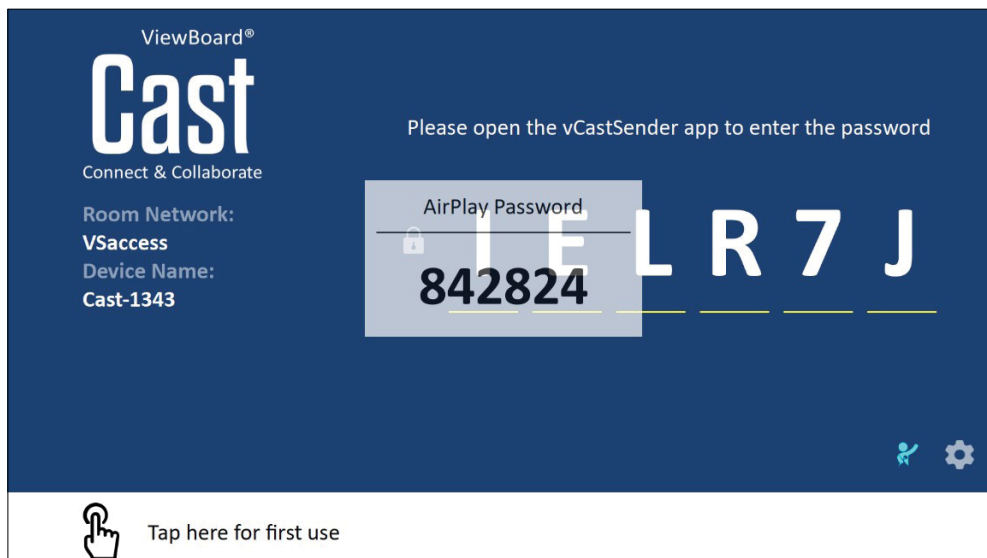 ViewBoard®
Cast
Connect & Collaborate
Room Network:
VSaccess
Device Name:
Cast-1343
Please open the vCastSender app to enter the password
AirPlay Password
842824
I E L R 7 J
Tap here for first use